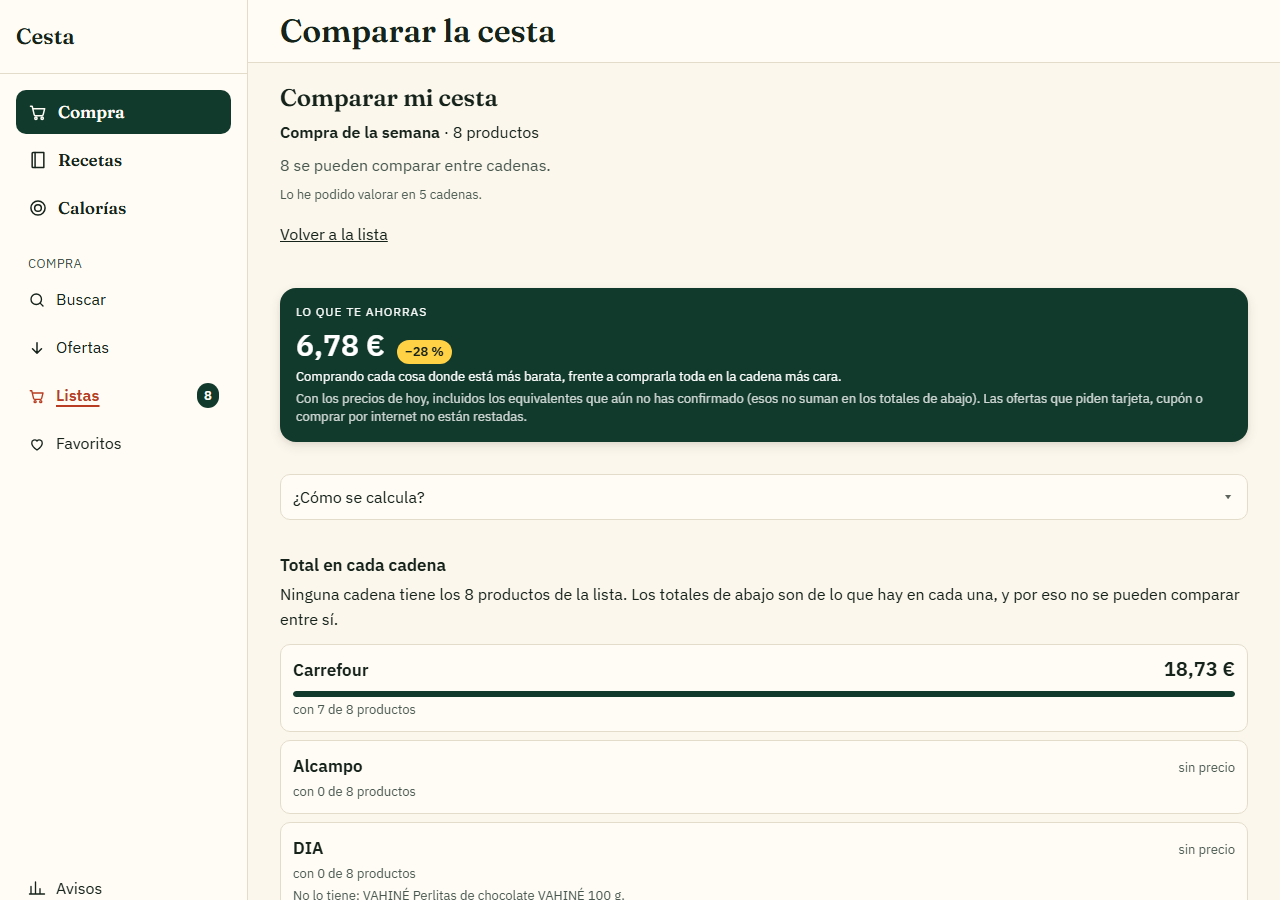 Cesta
Comparar la cesta
Compra
Recetas
Calorías
COMPRA
Buscar
Ofertas
Listas
8
Favoritos
Avisos
Comparar mi cesta
Compra de la semana · 8 productos
8 se pueden comparar entre cadenas.
Lo he podido valorar en 5 cadenas.
Volver a la lista
LO QUE TE AHORRAS
6,78 € −28 %
Comprando cada cosa donde está más barata, frente a comprarla toda en la cadena más cara.
Con los precios de hoy, incluidos los equivalentes que aún no has confirmado (esos no suman en los totales de abajo). Las ofertas que piden tarjeta, cupón o
comprar por internet no están restadas.
¿Cómo se calcula?
Total en cada cadena
Ninguna cadena tiene los 8 productos de la lista. Los totales de abajo son de lo que hay en cada una, y por eso no se pueden comparar
entre sí.
Carrefour 18,73 €
con 7 de 8 productos
Alcampo sin precio
con 0 de 8 productos
DIA sin precio
con 0 de 8 productos
No lo tiene: VAHINÉ Perlitas de chocolate VAHINÉ 100 g.